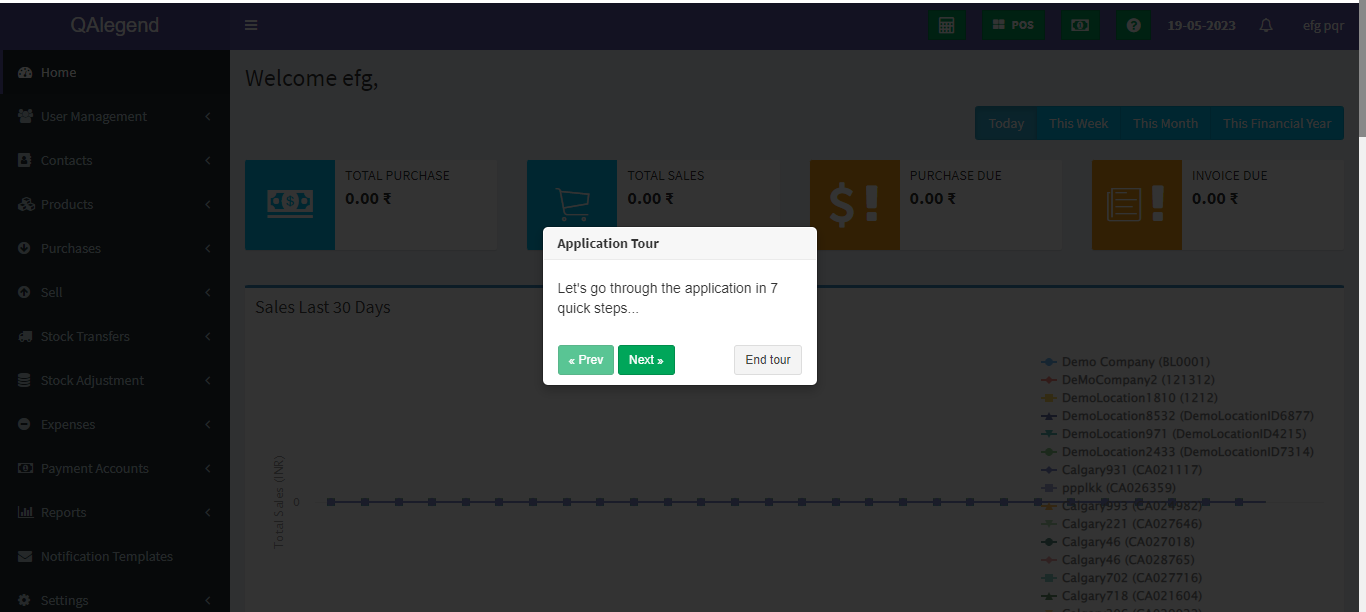 QAlegend
POS
19-05-2023
efg pqr
Home
User Management
Contacts
Products
Purchases
Sell
Stock Transfers
Stock Adjustment
Expenses
Payment Accounts
Reports
Notification Templates
Settings
Welcome efg,
Today This Week This Month This Financial Year
TOTAL PURCHASE
0.00 ₹
TOTAL SALES
0.00 ₹
PURCHASE DUE
0.00 ₹
INVOICE DUE
0.00 ₹
Application Tour
Let's go through the application in 7
quick steps...
« Prev Next » End tour
Sales Last 30 Days
Total Sales (INR)
0
Demo Company (BL0001)
DeMoCompany2 (121312)
DemoLocation1810 (1212)
DemoLocation8532 (DemoLocationID6877)
DemoLocation971 (DemoLocationID4215)
DemoLocation2433 (DemoLocationID7314)
Calgary931 (CA021117)
ppplkk (CA026359)
Calgary993 (CA024982)
Calgary221 (CA027646)
Calgary46 (CA027018)
Calgary46 (CA028765)
Calgary702 (CA027716)
Calgary718 (CA021604)